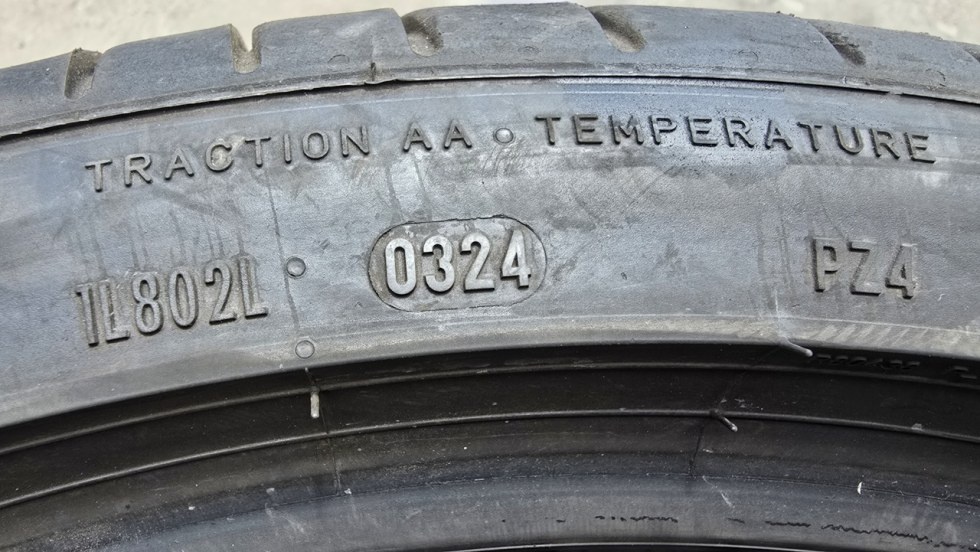 TRACTION AA • TEMPERATURE
1L802L 0324 PZ4